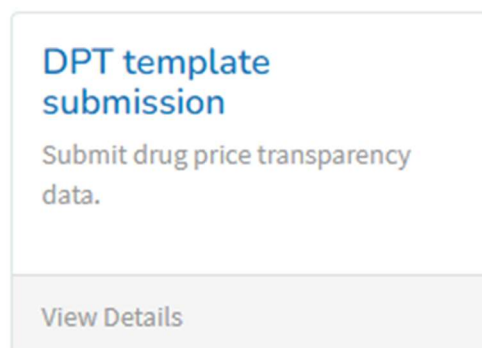 DPT template
submission
Submit drug price transparency
data.
View Details